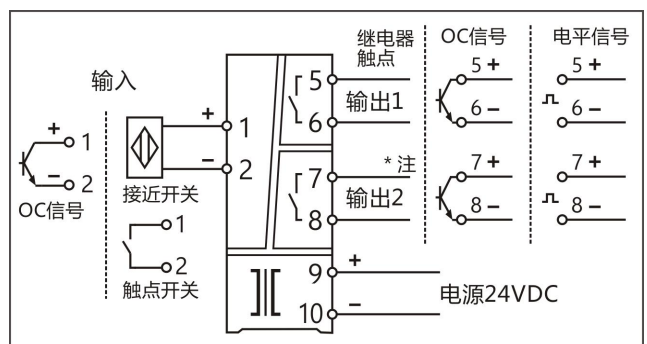 继电器
触点
OC信号
电平信号
输入
+ 1
− 2
OC信号
接近开关
1
2
触点开关
+
−
1
2
5
6
7
8
9
10
输出1
* 注
输出2
5 +
6 −
7 +
8 −
5 +
6 −
7 +
8 −
+
−
电源24VDC